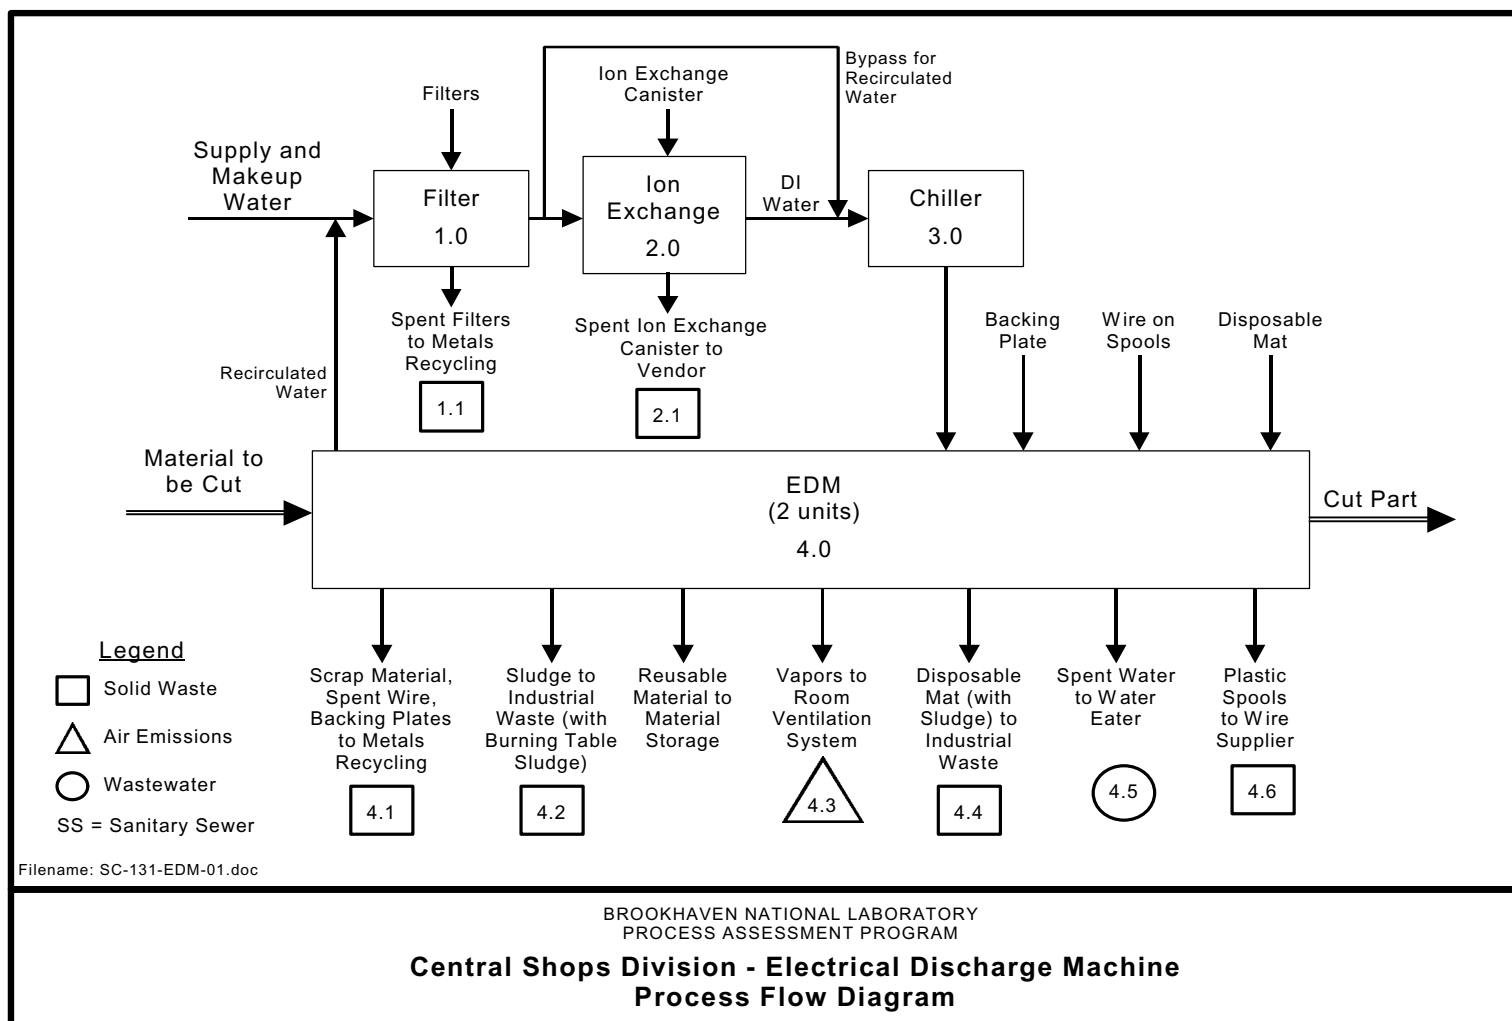 Filters
Ion Exchange
Canister
Bypass for
Recirculated
Water
Supply and
Makeup
Water
Filter
1.0
Ion
Exchange
2.0
DI
Water
Chiller
3.0
Spent Filters
to Metals
Recycling
1.1
Spent Ion Exchange
Canister to
Vendor
2.1
Recirculated
Water
Backing
Plate
Wire on
Spools
Disposable
Mat
Material to
be Cut
EDM
(2 units)
4.0
Cut Part
Legend
Solid Waste
Air Emissions
Wastewater
SS = Sanitary Sewer
Scrap Material,
Spent Wire,
Backing Plates
to Metals
Recycling
4.1
Sludge to
Industrial
Waste (with
Burning Table
Sludge)
4.2
Reusable
Material to
Material
Storage
Vapors to
Room
Ventilation
System
4.3
Disposable
Mat (with
Sludge) to
Industrial
Waste
4.4
Spent Water
to Water
Eater
4.5
Plastic
Spools
to Wire
Supplier
4.6
Filename: SC-131-EDM-01.doc
BROOKHAVEN NATIONAL LABORATORY
PROCESS ASSESSMENT PROGRAM
Central Shops Division - Electrical Discharge Machine
Process Flow Diagram